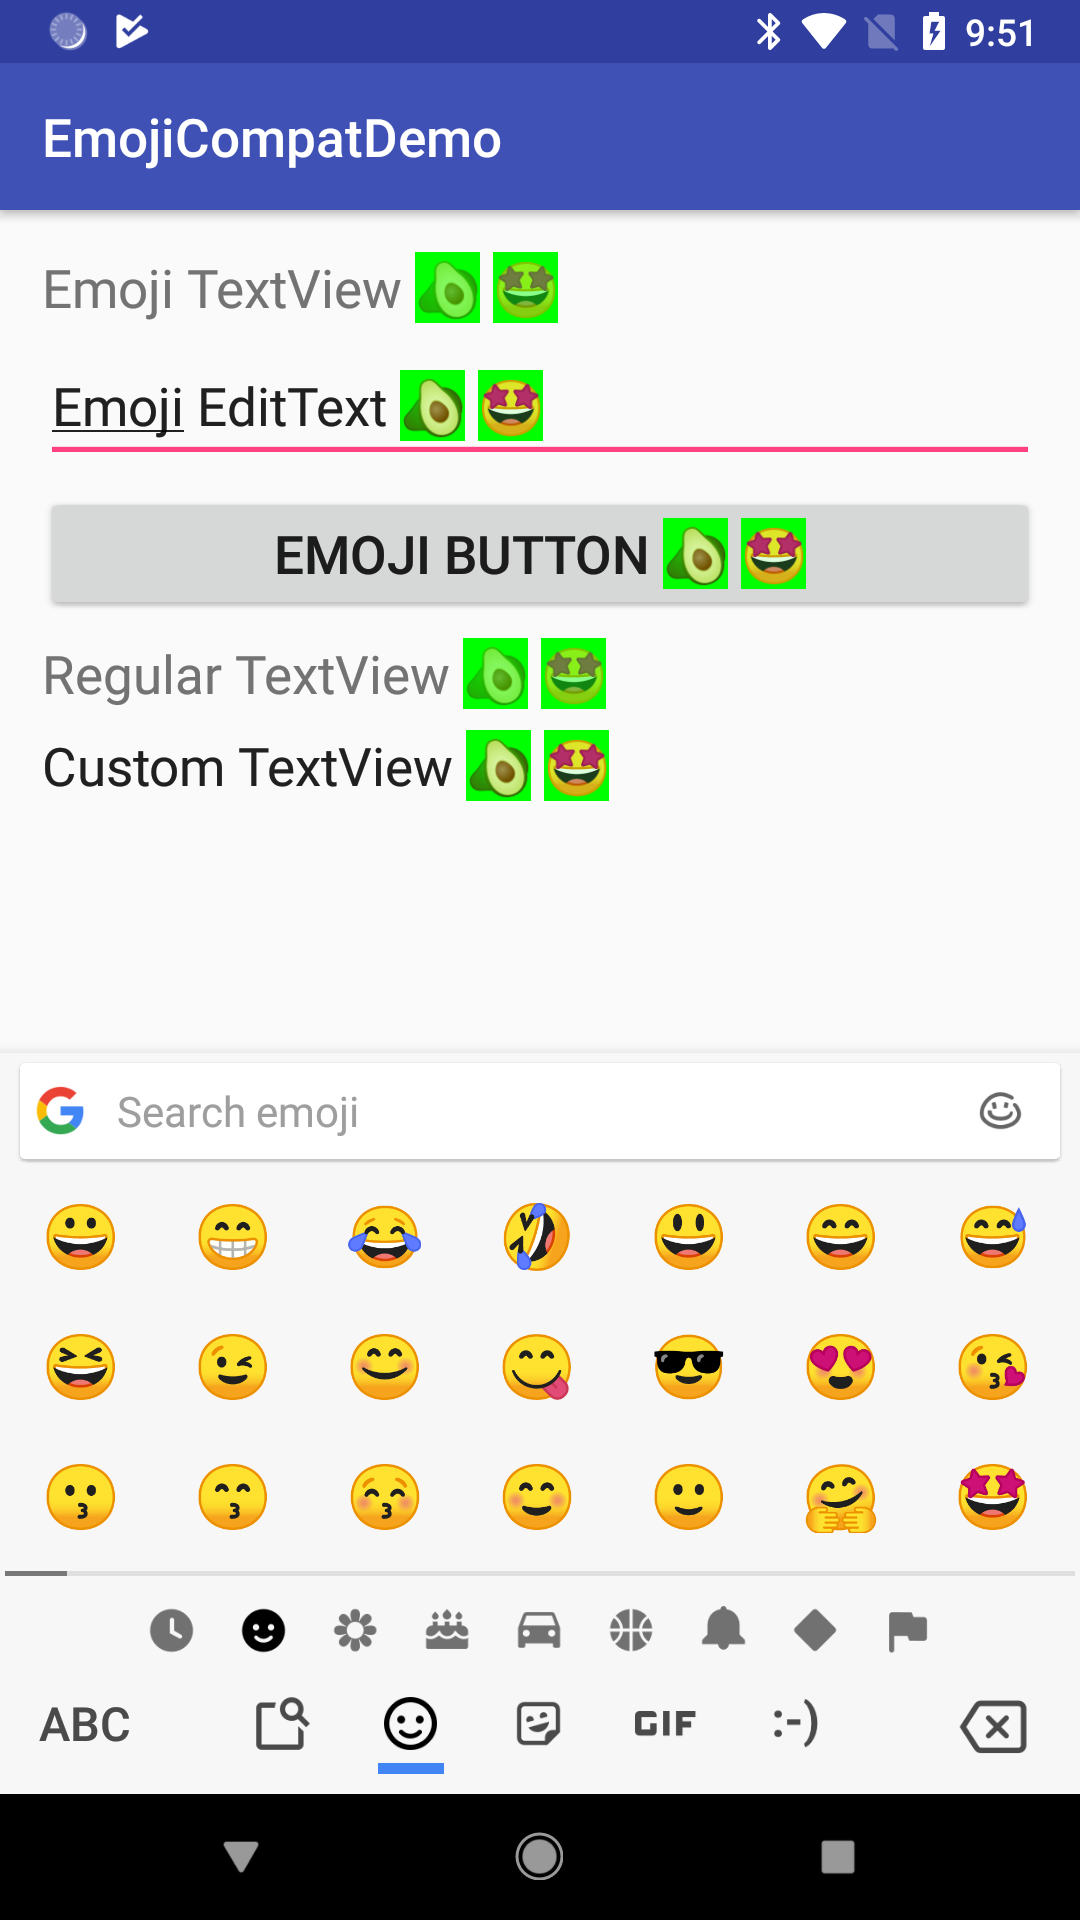 9:51
EmojiCompatDemo
Emoji TextView 🥑 🤩
Emoji EditText 🥑 🤩
EMOJI BUTTON 🥑 🤩
Regular TextView 🥑 🤩
Custom TextView 🥑 🤩
Search emoji
ABC GIF :-)